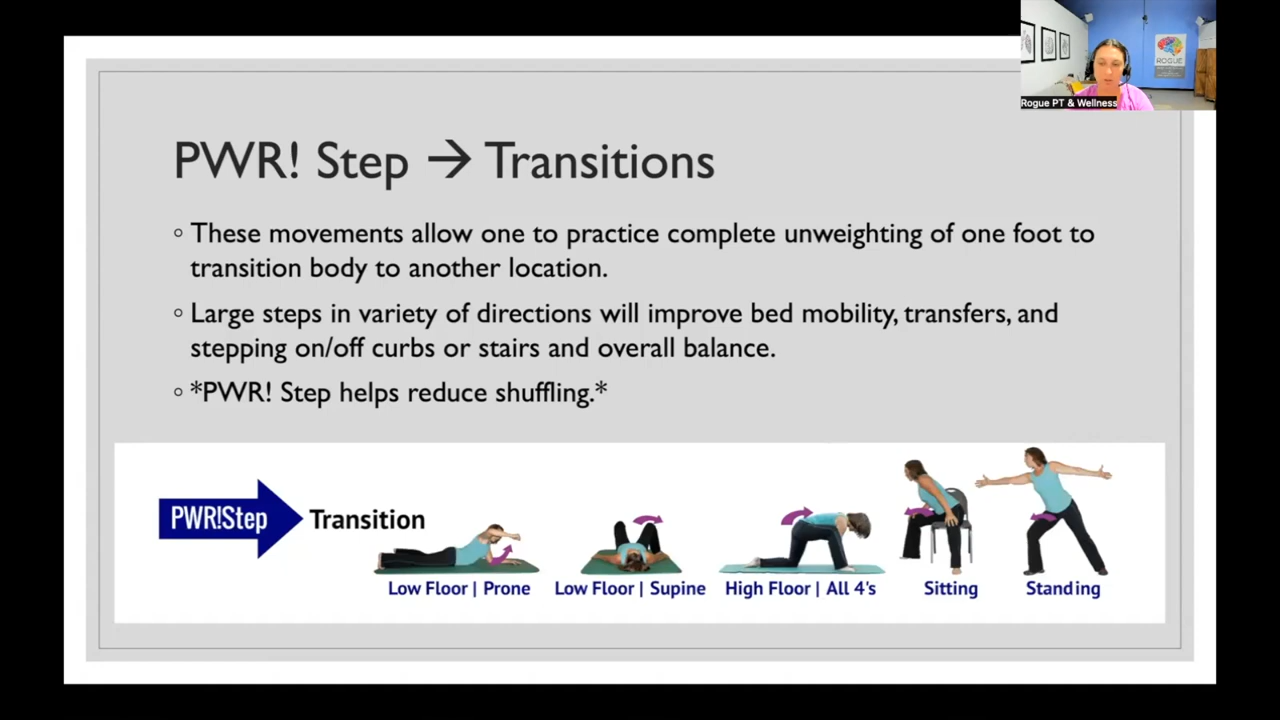 ROGUE
Rogue PT & Wellness
PWR! Step → Transitions
◦ These movements allow one to practice complete unweighting of one foot to
transition body to another location.
◦ Large steps in variety of directions will improve bed mobility, transfers, and
stepping on/off curbs or stairs and overall balance.
◦ *PWR! Step helps reduce shuffling.*
PWR!Step Transition
Low Floor | Prone
Low Floor | Supine
High Floor | All 4's
Sitting
Standing